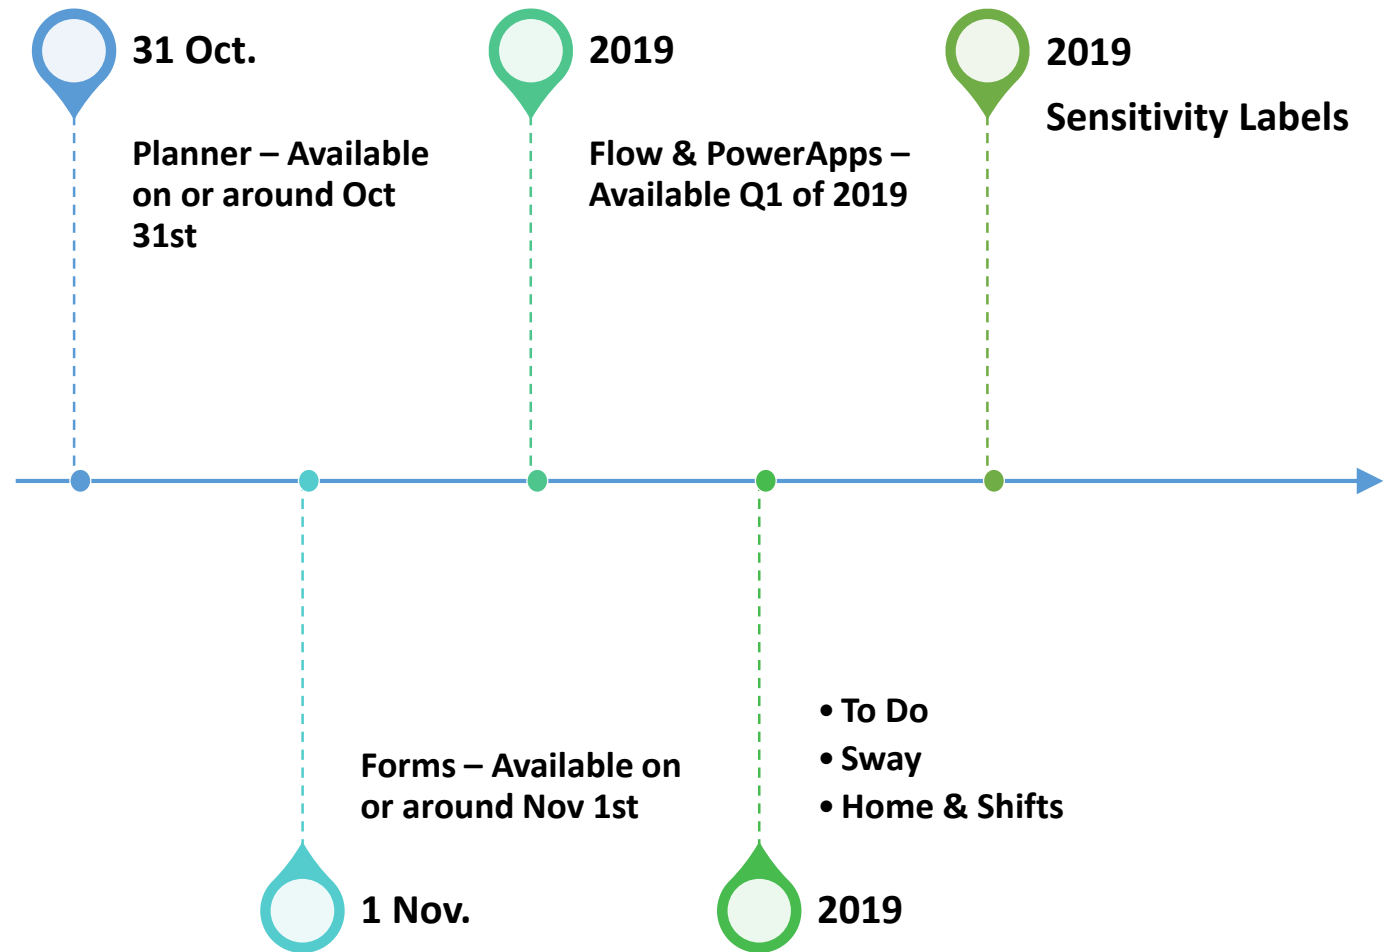 31 Oct.
Planner – Available
on or around Oct
31st
2019
Flow & PowerApps –
Available Q1 of 2019
2019
Sensitivity Labels
Forms – Available on
or around Nov 1st
1 Nov.
• To Do
• Sway
• Home & Shifts
2019